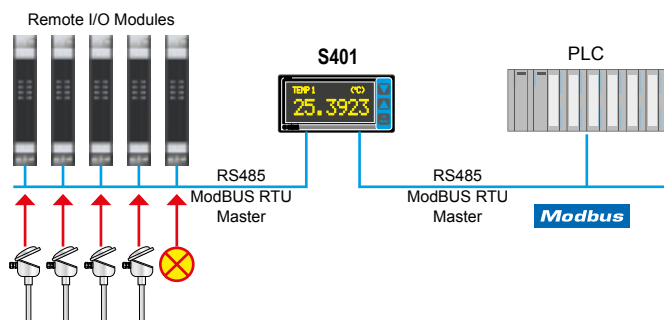 Remote I/O Modules
S401
PLC
TEMP 1 (°C)
25.3923
RS485
ModBUS RTU
Master
RS485
ModBUS RTU
Master
Modbus